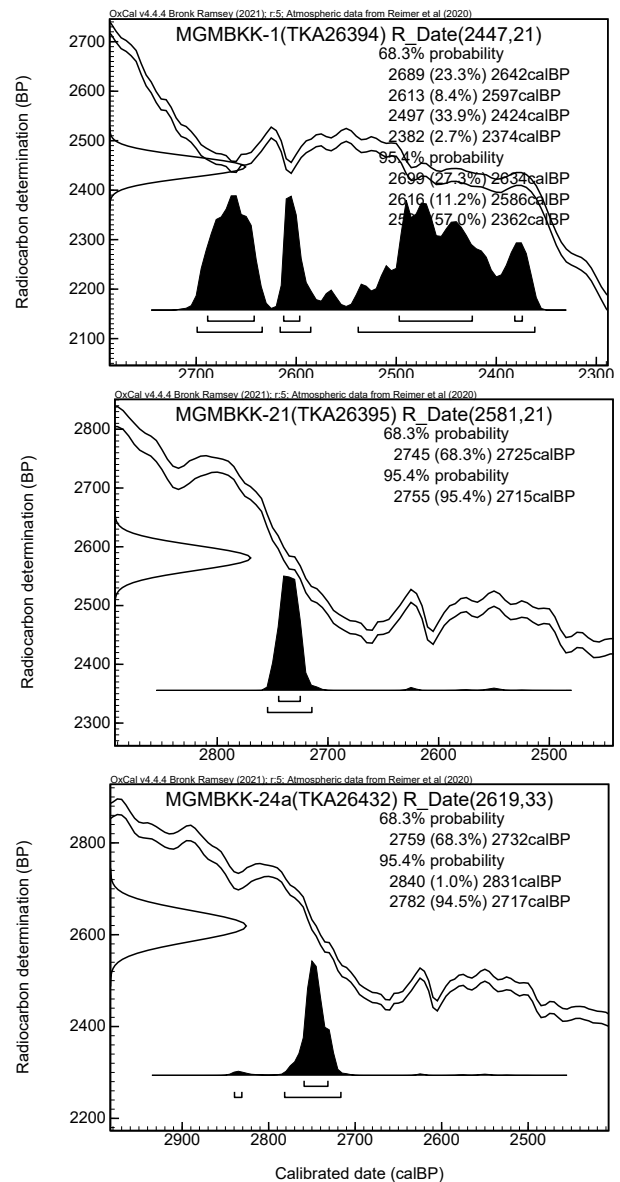 OxCal v4.4.4 Bronk Ramsey (2021); r:5; Atmospheric data from Reimer et al (2020)
MGMBKK-1(TKA26394) R_Date(2447,21)
68.3% probability
2689 (23.3%) 2642calBP
2613 (8.4%) 2597calBP
2497 (33.9%) 2424calBP
2382 (2.7%) 2374calBP
95.4% probability
2699 (27.3%) 2634calBP
2616 (11.2%) 2586calBP
(57.0%) 2362calBP
Radiocarbon determination (BP)
2700
2600
2500
2400
2300
2200
2100
2700 2600 2500 2400 2300
OxCal v4.4.4 Bronk Ramsey (2021); r:5; Atmospheric data from Reimer et al (2020)
MGMBKK-21(TKA26395) R_Date(2581,21)
68.3% probability
2745 (68.3%) 2725calBP
95.4% probability
2755 (95.4%) 2715calBP
Radiocarbon determination (BP)
2800
2700
2600
2500
2400
2300
2800 2700 2600 2500
OxCal v4.4.4 Bronk Ramsey (2021); r:5; Atmospheric data from Reimer et al (2020)
MGMBKK-24a(TKA26432) R_Date(2619,33)
68.3% probability
2759 (68.3%) 2732calBP
95.4% probability
2840 (1.0%) 2831calBP
2782 (94.5%) 2717calBP
Radiocarbon determination (BP)
2800
2600
2400
2200
2900 2800 2700 2600 2500
Calibrated date (calBP)